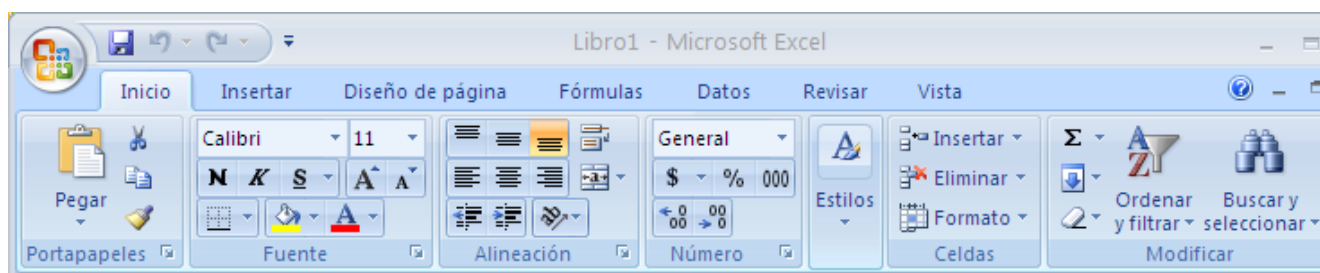 Libro1 - Microsoft Excel
Inicio Insertar Diseño de página Fórmulas Datos Revisar Vista
Calibri 11 General Insertar Σ
N K S A A $ % 000 Eliminar
Pegar Estilos Ordenar y filtrar Buscar y seleccionar
A Formato
Portapapeles Fuente Alineación Número Celdas Modificar